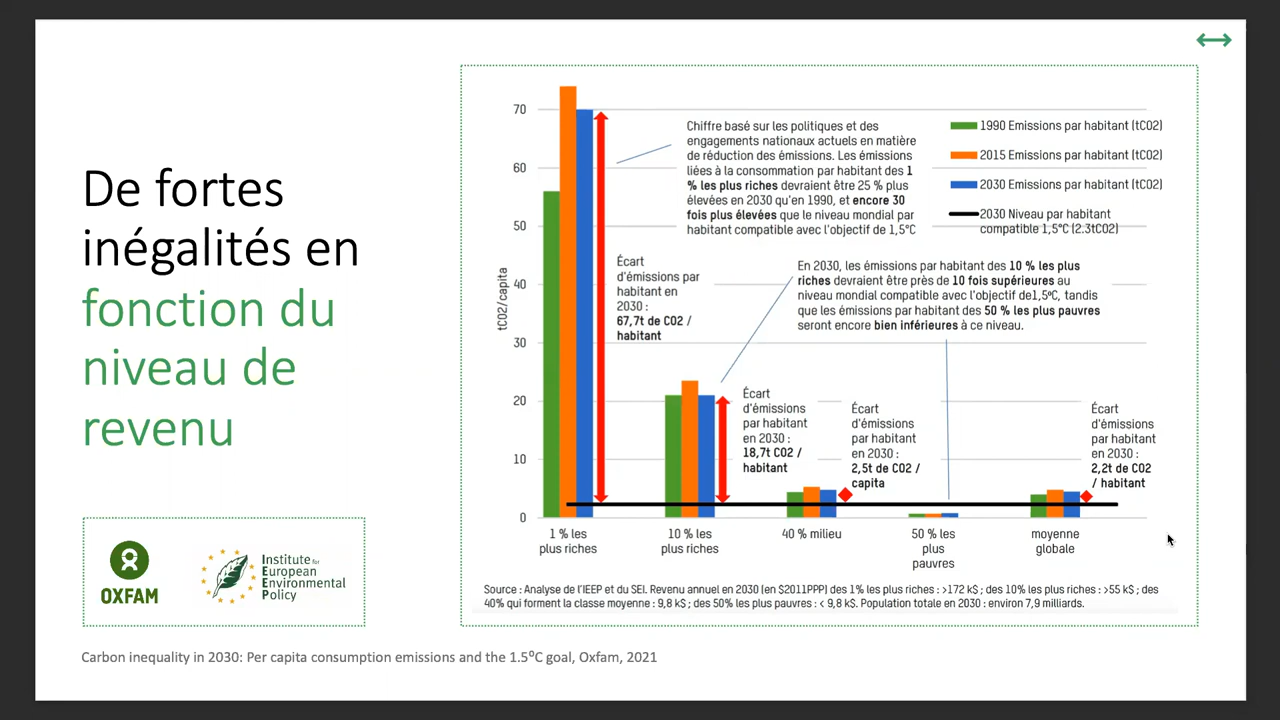 De fortes
inégalités en
fonction du
niveau de
revenu
OXFAM
Institute for
European
Environmental
Policy
70
60
50
40
30
20
10
0
tCO2/capita
Chiffre basé sur les politiques et des
engagements nationaux actuels en matière
de réduction des émissions. Les émissions
liées à la consommation par habitant des 1
% les plus riches devraient être 25 % plus
élevées en 2030 qu'en 1990, et encore 30
fois plus élevées que le niveau mondial par
habitant compatible avec l'objectif de 1,5°C
1990 Emissions par habitant (tCO2)
2015 Emissions par habitant (tCO2)
2030 Emissions par habitant (tCO2)
2030 Niveau par habitant
compatible 1,5°C (2.3tCO2)
Écart
d'émissions par
habitant en
2030 :
67,7t de CO2 /
habitant
En 2030, les émissions par habitant des 10 % les plus
riches devraient être près de 10 fois supérieures au
niveau mondial compatible avec l'objectif de1,5ºC, tandis
que les émissions par habitant des 50 % les plus pauvres
seront encore bien inférieures à ce niveau.
Écart
d'émissions
par habitant
en 2030 :
18,7t CO2 /
habitant
Écart
d'émissions
par habitant
en 2030 :
2,5t de CO2 /
capita
Écart
d'émissions
par habitant
en 2030 :
2,2t de CO2
/ habitant
1 % les
plus riches
10 % les
plus riches
40 % milieu
50 % les
plus
pauvres
moyenne
globale
Source : Analyse de l'IEEP et du SEI. Revenu annuel en 2030 (en $2011PPP) des 1% les plus riches : >172 k$ ; des 10% les plus riches : >55 k$ ; des
40% qui forment la classe moyenne : 9,8 k$ ; des 50% les plus pauvres : < 9,8 k$. Population totale en 2030 : environ 7,9 milliards.
Carbon inequality in 2030: Per capita consumption emissions and the 1.5⁰C goal, Oxfam, 2021